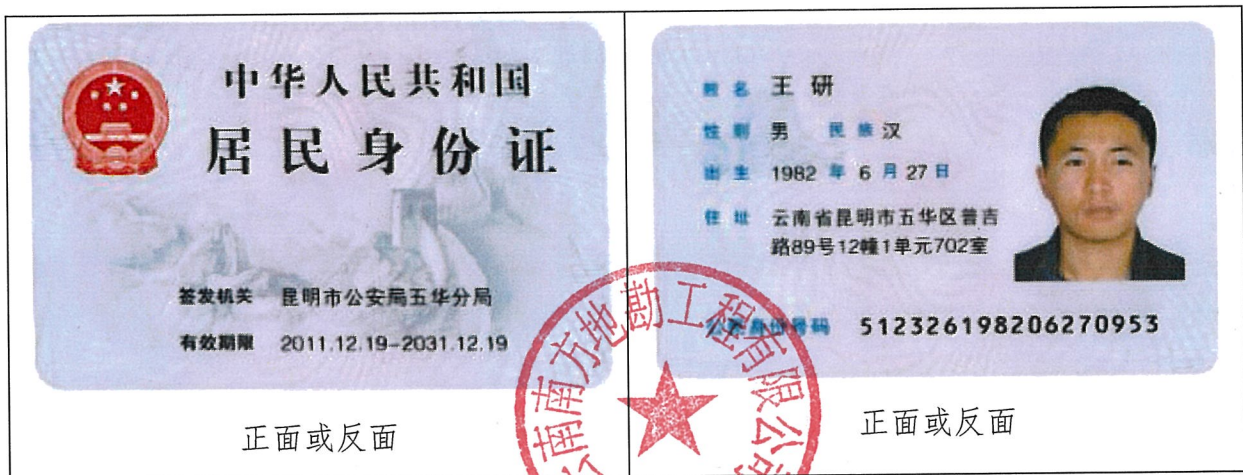 中华人民共和国
居民身份证
签发机关 昆明市公安局五华分局
有效期限 2011.12.19-2031.12.19
正面或反面
姓名 王研
性别 男 民族 汉
出生 1982 年 6 月 27 日
住址 云南省昆明市五华区普吉
路89号12幢1单元702室
公民身份号码 512326198206270953
正面或反面
云南南方地勘工程有限公司